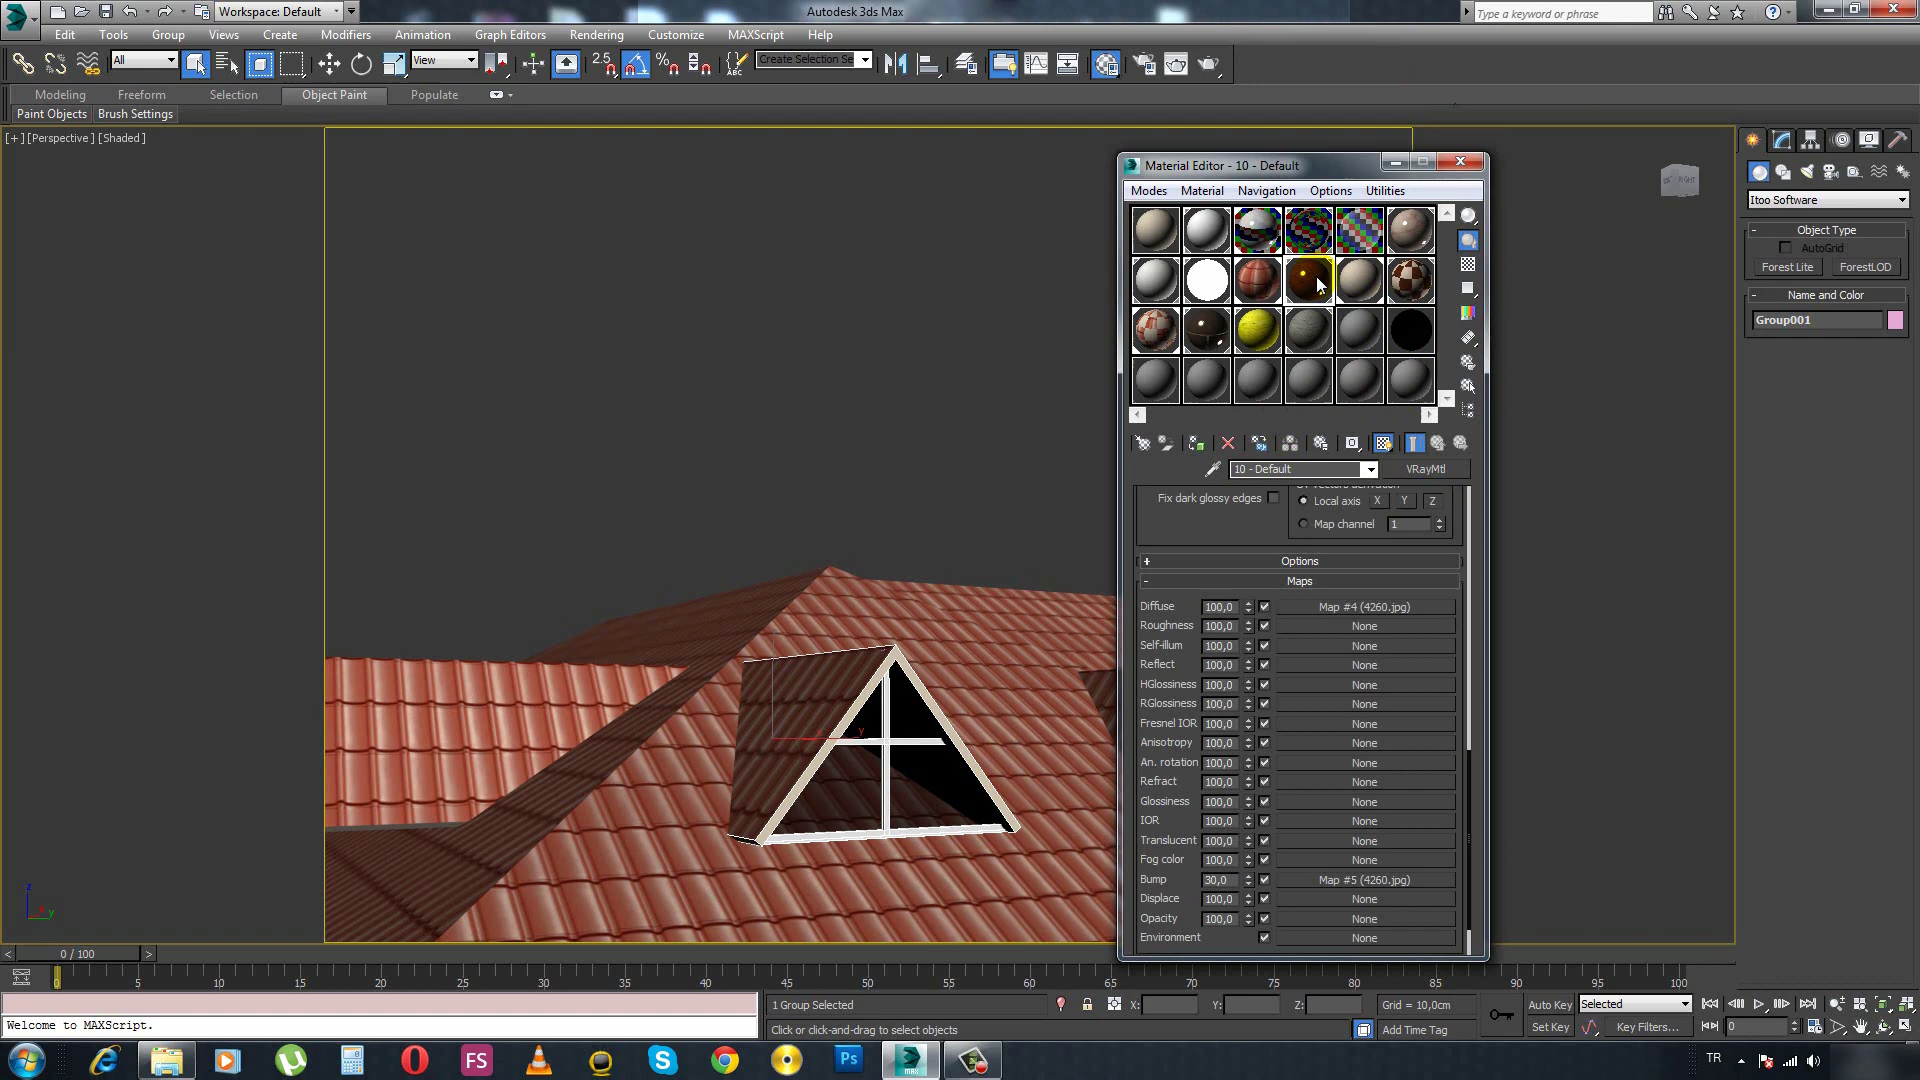 Workspace: Default
Autodesk 3ds Max
Type a keyword or phrase
Edit Tools Group Views Create Modifiers Animation Graph Editors Rendering Customize MAXScript Help
All
View
2.5
Create Selection Se
Modeling Freeform Selection Object Paint Populate
Paint Objects Brush Settings
[+] [Perspective] [Shaded]
Material Editor - 10 - Default
Modes Material Navigation Options Utilities
10 - Default
VRayMtl
Fix dark glossy edges
Local axis X Y Z
Map channel 1
+ Options
- Maps
Diffuse 100,0 Map #4 (4260.jpg)
Roughness 100,0 None
Self-illum 100,0 None
Reflect 100,0 None
HGlossiness 100,0 None
RGlossiness 100,0 None
Fresnel IOR 100,0 None
Anisotropy 100,0 None
An. rotation 100,0 None
Refract 100,0 None
Glossiness 100,0 None
IOR 100,0 None
Translucent 100,0 None
Fog color 100,0 None
Bump 30,0 Map #5 (4260.jpg)
Displace 100,0 None
Opacity 100,0 None
Environment None
RIGHT
Itoo Software
- Object Type
AutoGrid
Forest Lite ForestLOD
- Name and Color
Group001
y
z
y
< 0 / 100 >
0 5 10 15 20 25 30 35 40 45 50 55 60 65 70 75 80 85 90 95 100
1 Group Selected
X: Y: Z:
Grid = 10,0cm
Auto Key
Selected
Welcome to MAXScript.
Click or click-and-drag to select objects
Add Time Tag
Set Key
Key Filters...
0
FS
Ps
MAX
TR